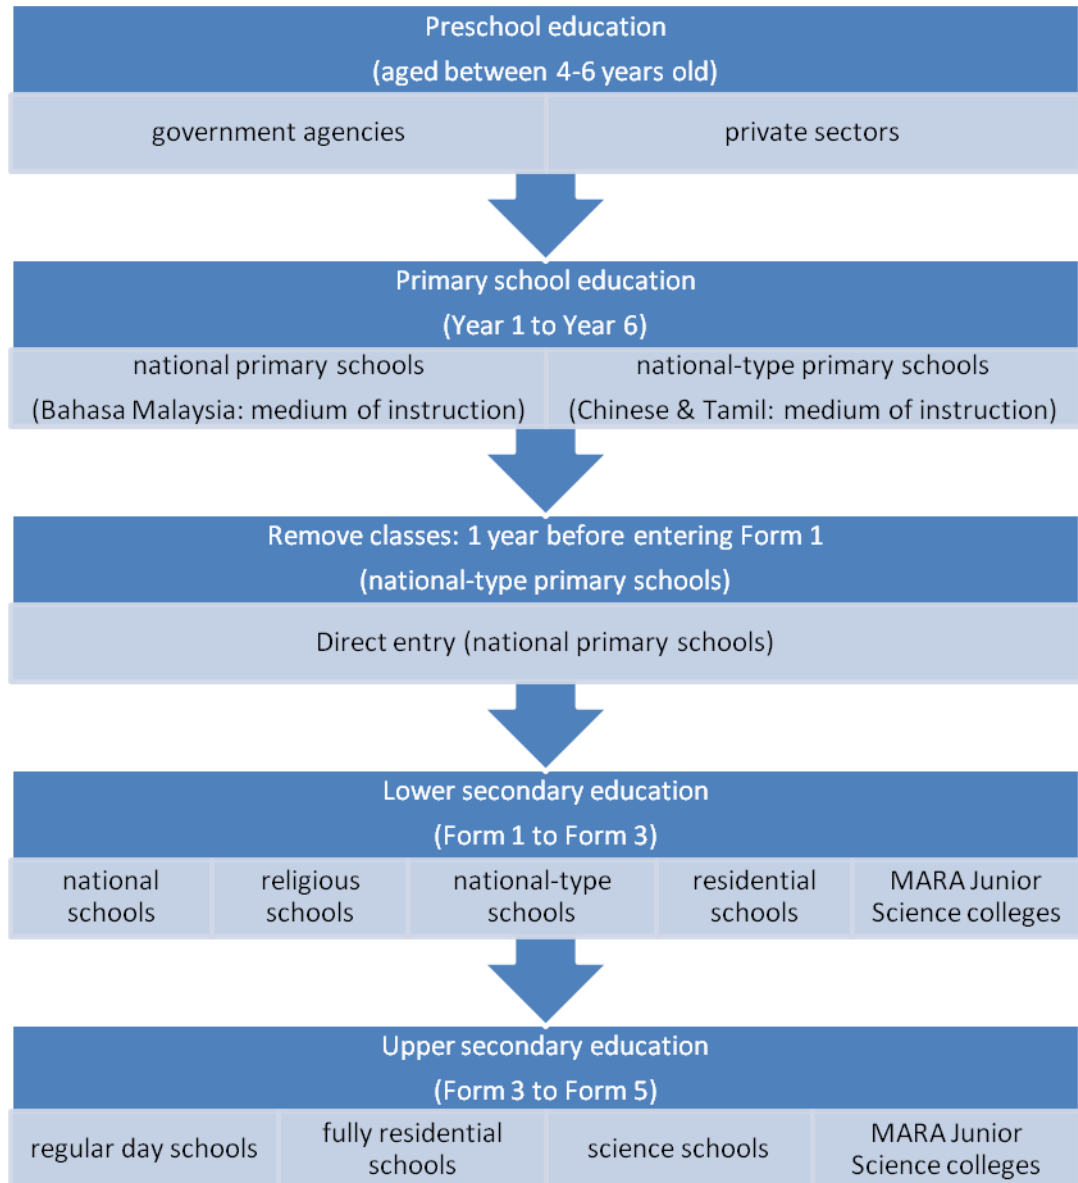 Preschool education
(aged between 4-6 years old)
government agencies
private sectors
Primary school education
(Year 1 to Year 6)
national primary schools
(Bahasa Malaysia: medium of instruction)
national-type primary schools
(Chinese & Tamil: medium of instruction)
Remove classes: 1 year before entering Form 1
(national-type primary schools)
Direct entry (national primary schools)
Lower secondary education
(Form 1 to Form 3)
national
schools
religious
schools
national-type
schools
residential
schools
MARA Junior
Science colleges
Upper secondary education
(Form 3 to Form 5)
regular day schools
fully residential
schools
science schools
MARA Junior
Science colleges